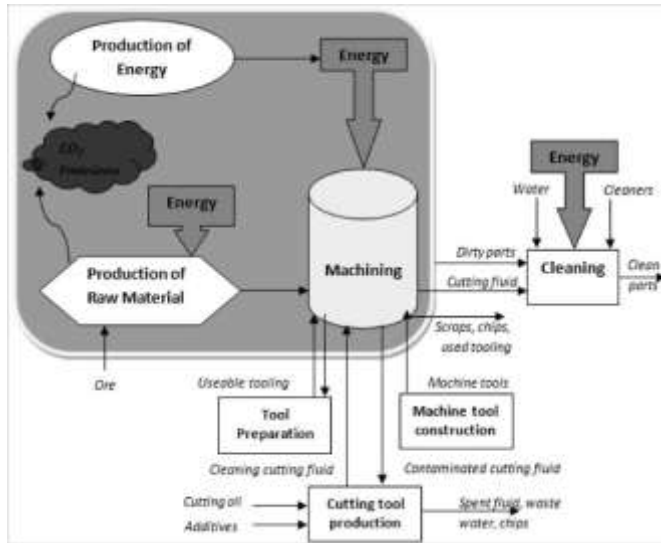 Production of
Energy
Energy
CO2
Emissions
Energy
Production of
Raw Material
Machining
Energy
Water
Cleaners
Dirty parts
Cutting fluid
Cleaning
Clean
parts
Scraps, chips,
used tooling
Ore
Useable tooling
Machine tools
Tool
Preparation
Machine tool
construction
Cleaning cutting fluid
Contaminated cutting fluid
Cutting oil
Additives
Cutting tool
production
Spent fluid, waste
water, chips